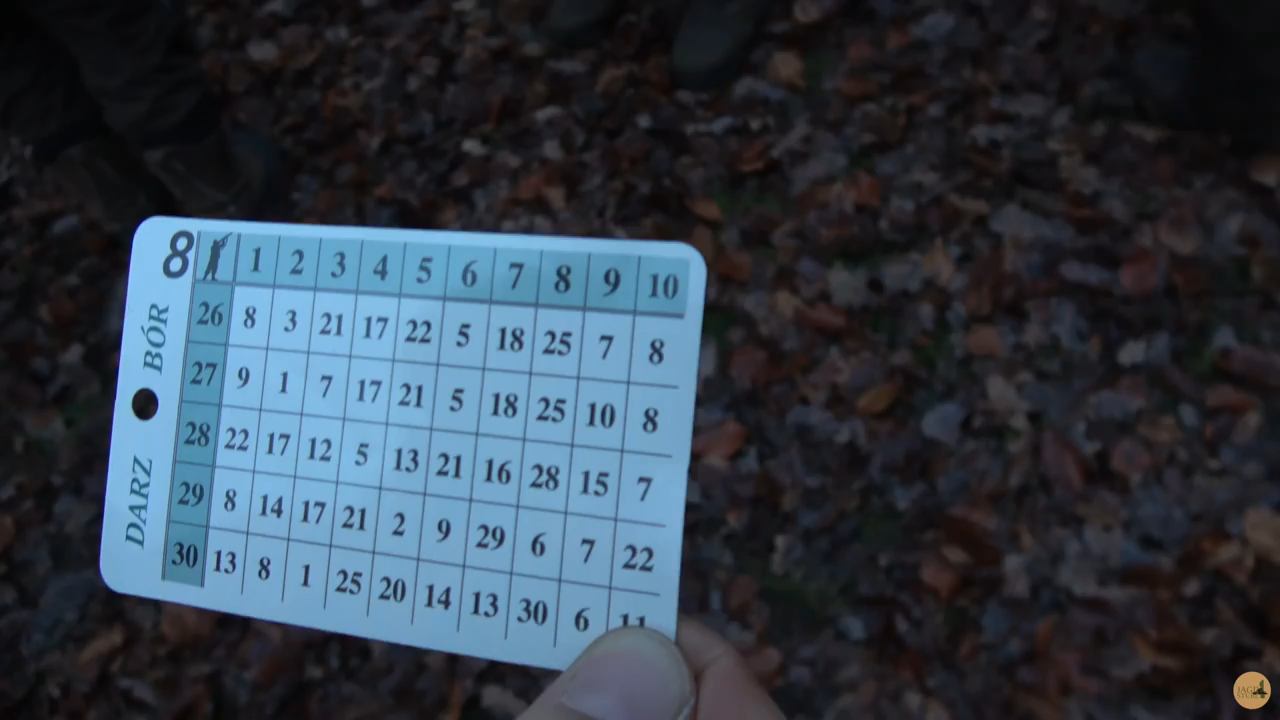 8 1 2 3 4 5 6 7 8 9 10
26 8 3 21 17 22 5 18 25 7 8
27 9 1 7 17 21 5 18 25 10 8
28 22 17 12 5 13 21 16 28 15 7
29 8 14 17 21 2 9 29 6 7 22
30 13 8 1 25 20 14 13 30 6 11
DARZ BÓR